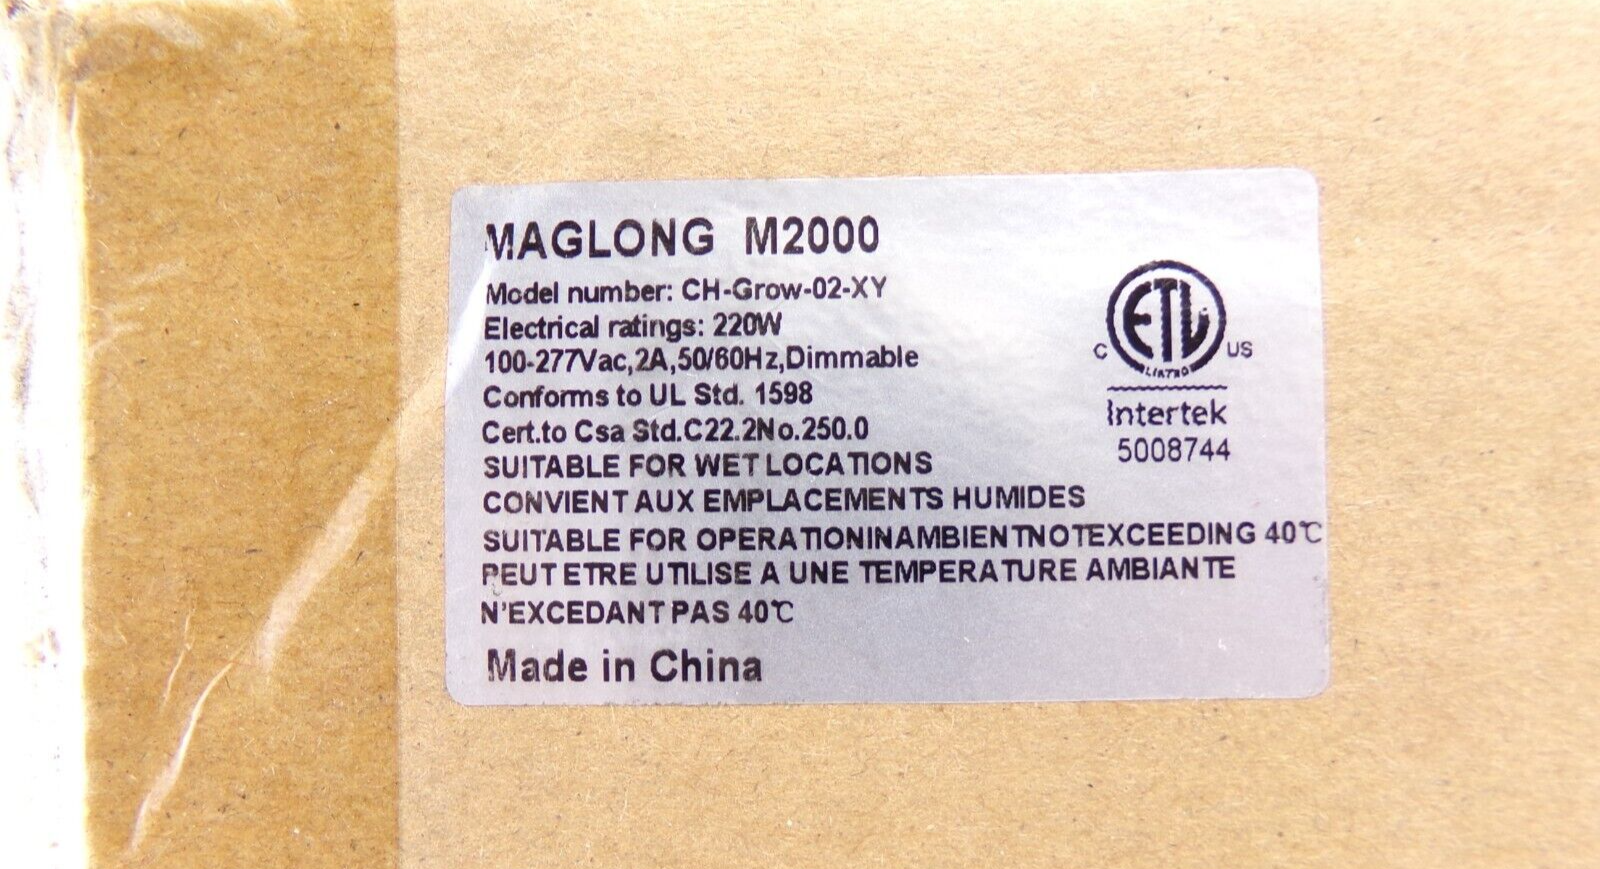 MAGLONG M2000
Model number: CH-Grow-02-XY
Electrical ratings: 220W
100-277Vac,2A,50/60Hz,Dimmable
Conforms to UL Std. 1598
Cert.to Csa Std.C22.2No.250.0
SUITABLE FOR WET LOCATIONS
CONVIENT AUX EMPLACEMENTS HUMIDES
SUITABLE FOR OPERATIONINAMBIENTNOTEXCEEDING 40℃
PEUT ETRE UTILISE A UNE TEMPERATURE AMBIANTE
N'EXCEDANT PAS 40℃
Made in China
ETL
C US
LISTED
Intertek
5008744